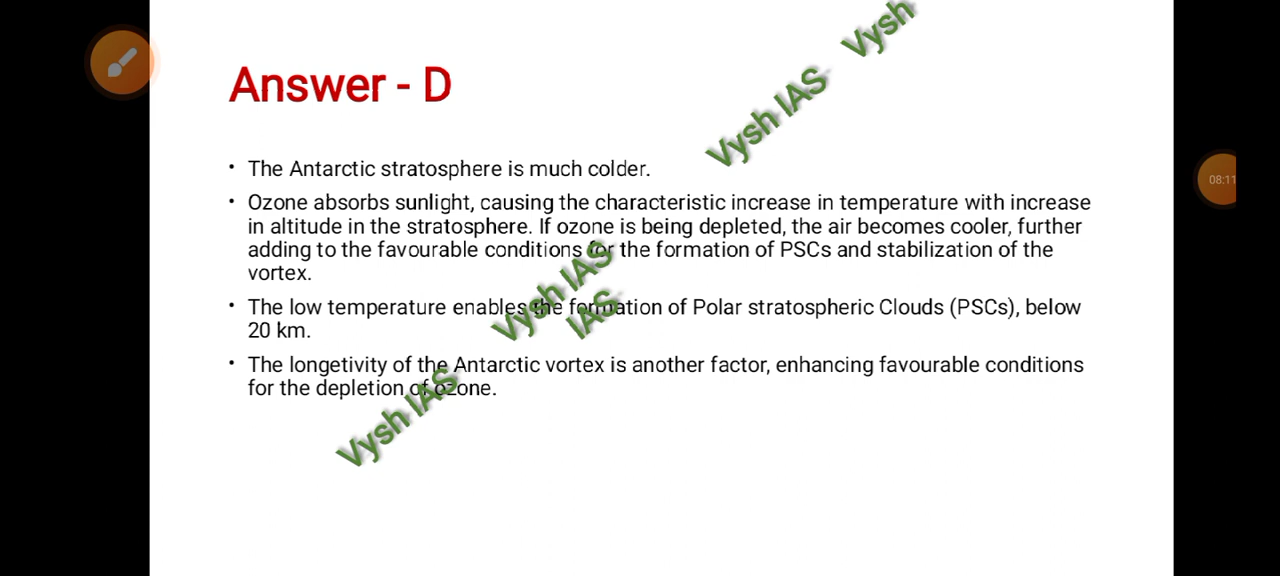 Vysh
Vysh IAS
Answer - D
• The Antarctic stratosphere is much colder.
• Ozone absorbs sunlight, causing the characteristic increase in temperature with increase
in altitude in the stratosphere. If ozone is being depleted, the air becomes cooler, further
adding to the favourable conditions for the formation of PSCs and stabilization of the
vortex.
Vysh IAS
IAS
• The low temperature enables the formation of Polar stratospheric Clouds (PSCs), below
20 km.
• The longetivity of the Antarctic vortex is another factor, enhancing favourable conditions
for the depletion of ozone.
Vysh IAS
08:11